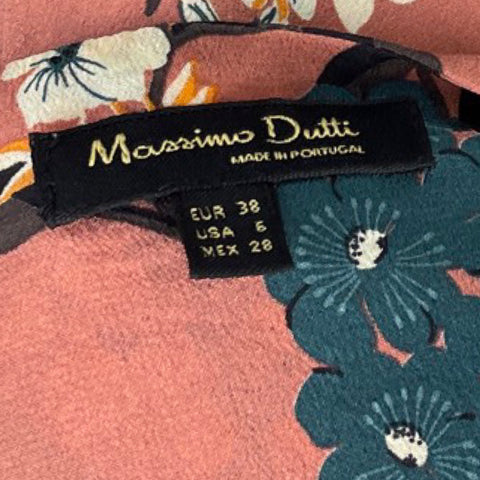 Massimo Dutti
MADE IN PORTUGAL
EUR 38
USA 6
MEX 28